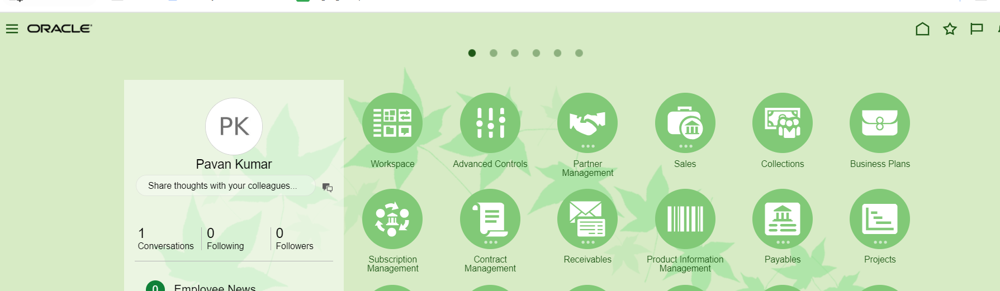 ORACLE
PK
Pavan Kumar
Share thoughts with your colleagues...
1
Conversations
0
Following
0
Followers
0
Employee News
Workspace
Advanced Controls
Partner
Management
Sales
Collections
Business Plans
Subscription
Management
Contract
Management
Receivables
Product Information
Management
Payables
Projects